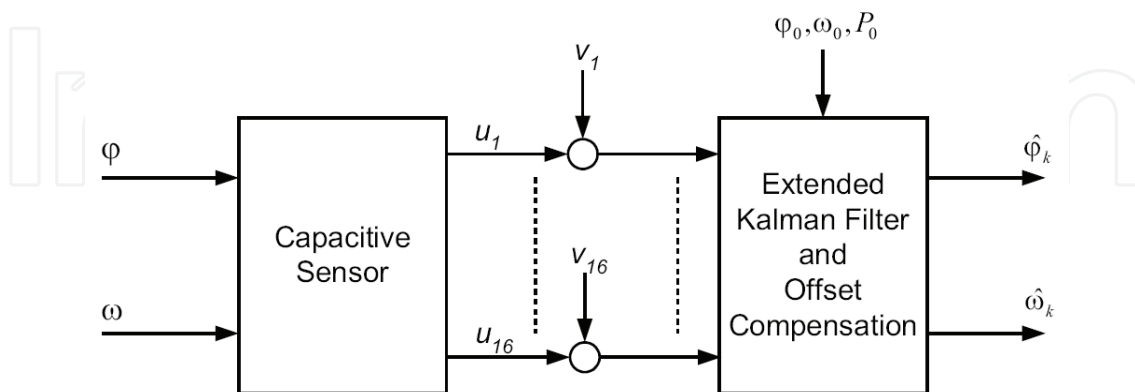 φ₀,ω₀,P₀
v₁
u₁
φ
φ̂ₖ
Capacitive
Sensor
Extended
Kalman Filter
and
Offset
Compensation
v₁₆
ω
ω̂ₖ
u₁₆